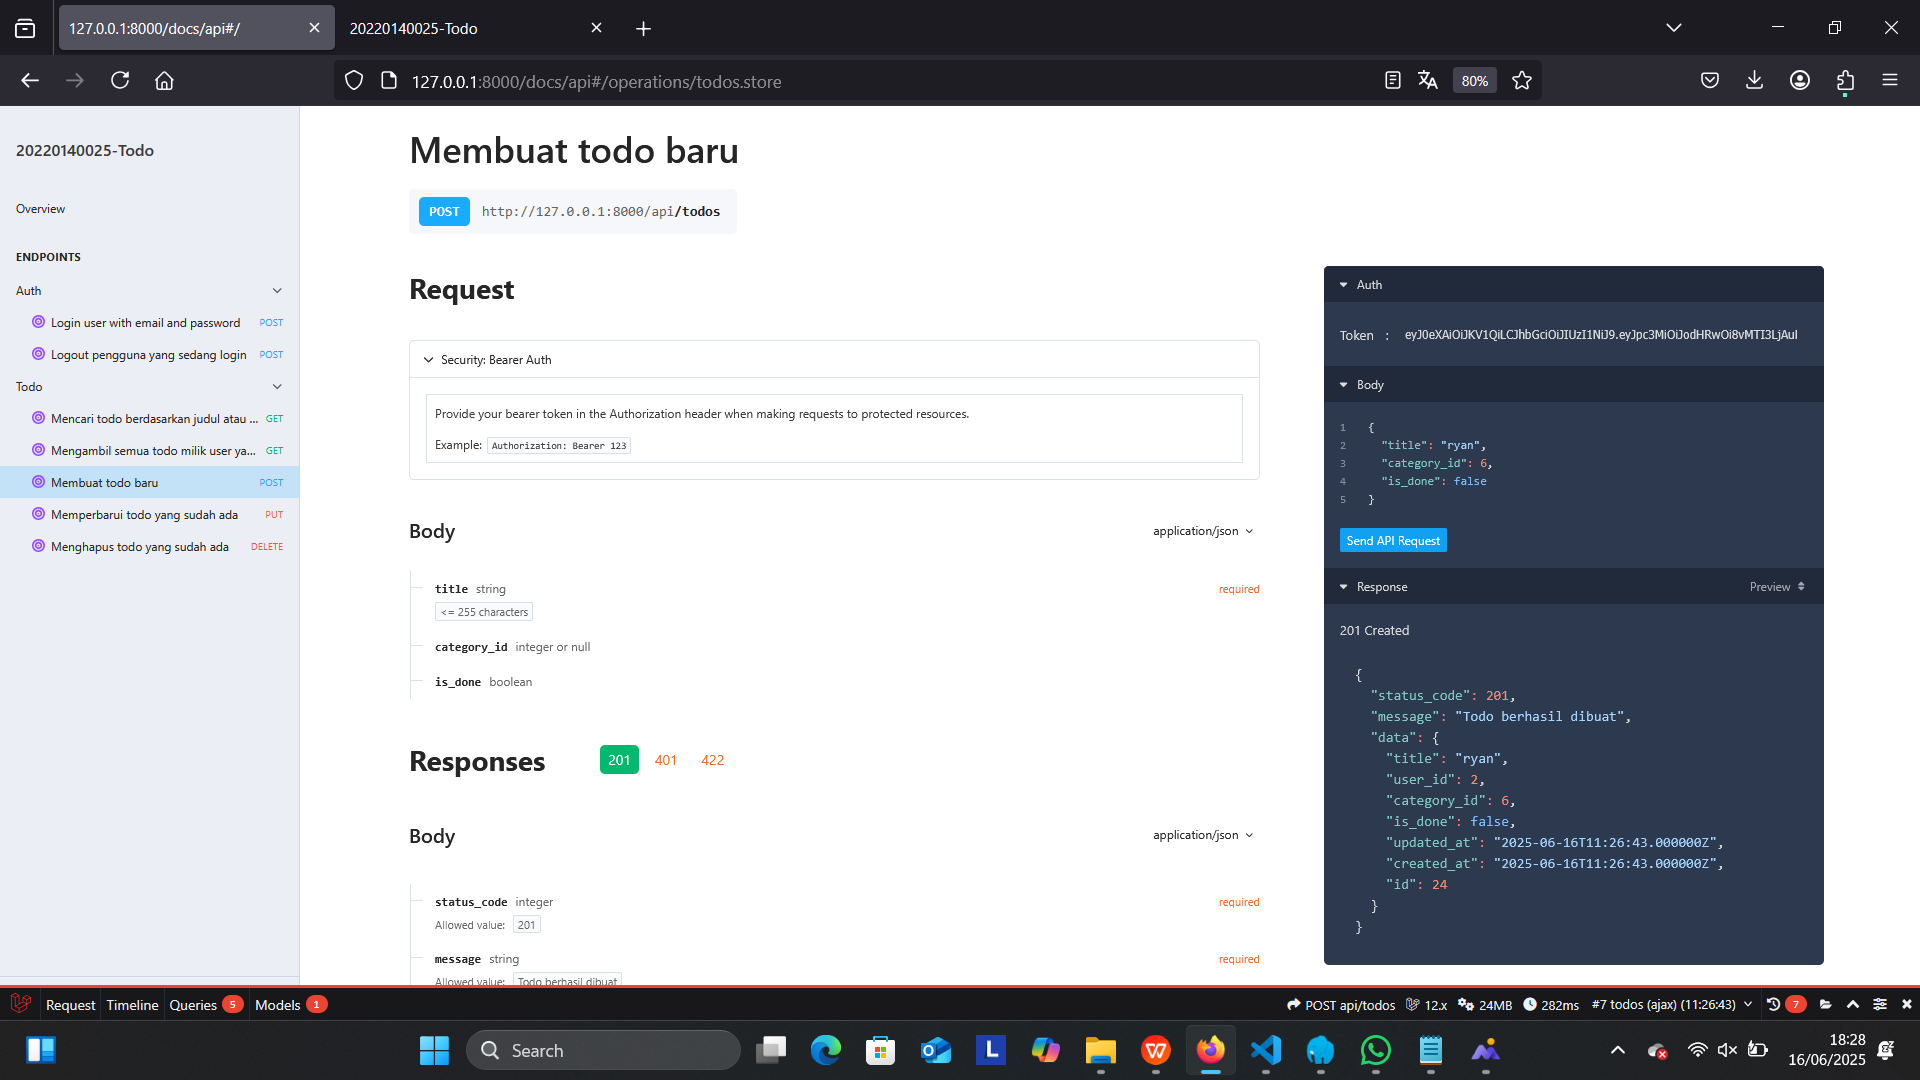 127.0.0.1:8000/docs/api#/
20220140025-Todo
127.0.0.1:8000/docs/api#/operations/todos.store
80%
20220140025-Todo
Overview
ENDPOINTS
Auth
Login user with email and password POST
Logout pengguna yang sedang login POST
Todo
Mencari todo berdasarkan judul atau ... GET
Mengambil semua todo milik user ya... GET
Membuat todo baru POST
Memperbarui todo yang sudah ada PUT
Menghapus todo yang sudah ada DELETE
Membuat todo baru
POST http://127.0.0.1:8000/api/todos
Request
Security: Bearer Auth
Provide your bearer token in the Authorization header when making requests to protected resources.
Example: Authorization: Bearer 123
Body application/json
title string required
<= 255 characters
category_id integer or null
is_done boolean
Responses 201 401 422
Body application/json
status_code integer required
Allowed value: 201
message string required
Allowed value: Todo berhasil dibuat
Auth
Token : eyJ0eXAiOiJKV1QiLCJhbGciOiJIUzI1NiJ9.eyJpc3MiOiJodHRwOi8vMTI3LjAuI
Body
1 {
2 "title": "ryan",
3 "category_id": 6,
4 "is_done": false
5 }
Send API Request
Response Preview
201 Created
{
"status_code": 201,
"message": "Todo berhasil dibuat",
"data": {
"title": "ryan",
"user_id": 2,
"category_id": 6,
"is_done": false,
"updated_at": "2025-06-16T11:26:43.000000Z",
"created_at": "2025-06-16T11:26:43.000000Z",
"id": 24
}
}
Request Timeline Queries 5 Models 1 POST api/todos 12.x 24MB 282ms #7 todos (ajax) (11:26:43) 7
Search
18:28
16/06/2025